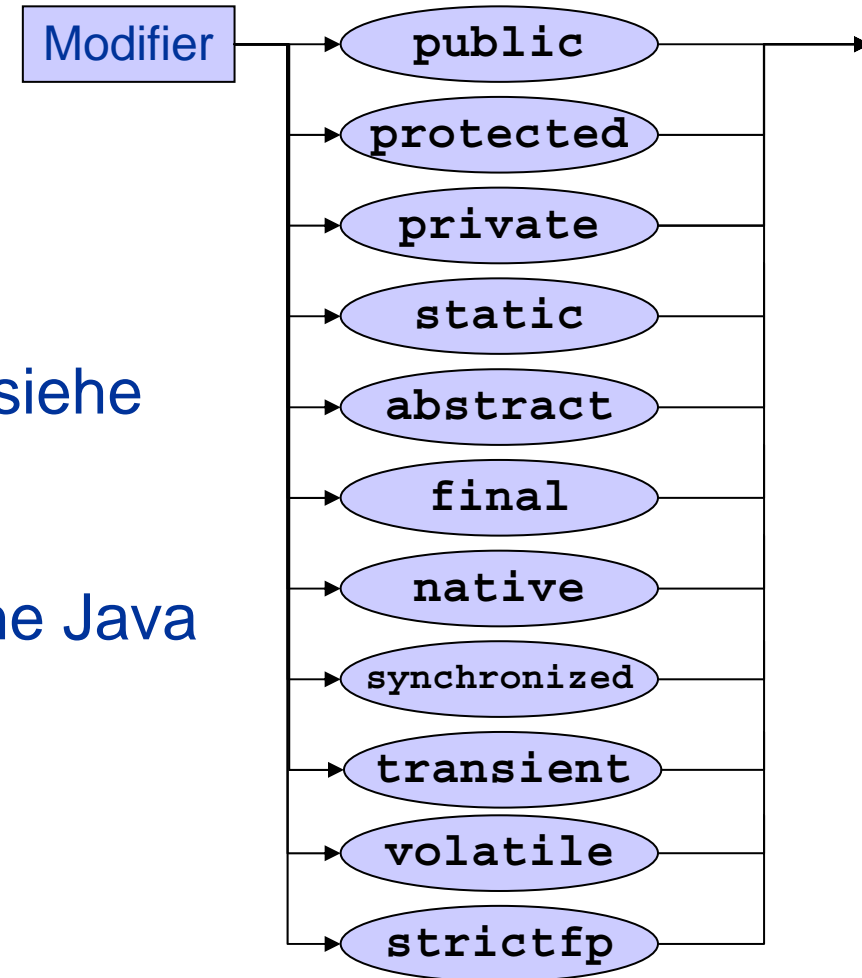 Modifier
public
protected
private
static
siehe
abstract
final
native
ne Java
synchronized
transient
volatile
strictfp